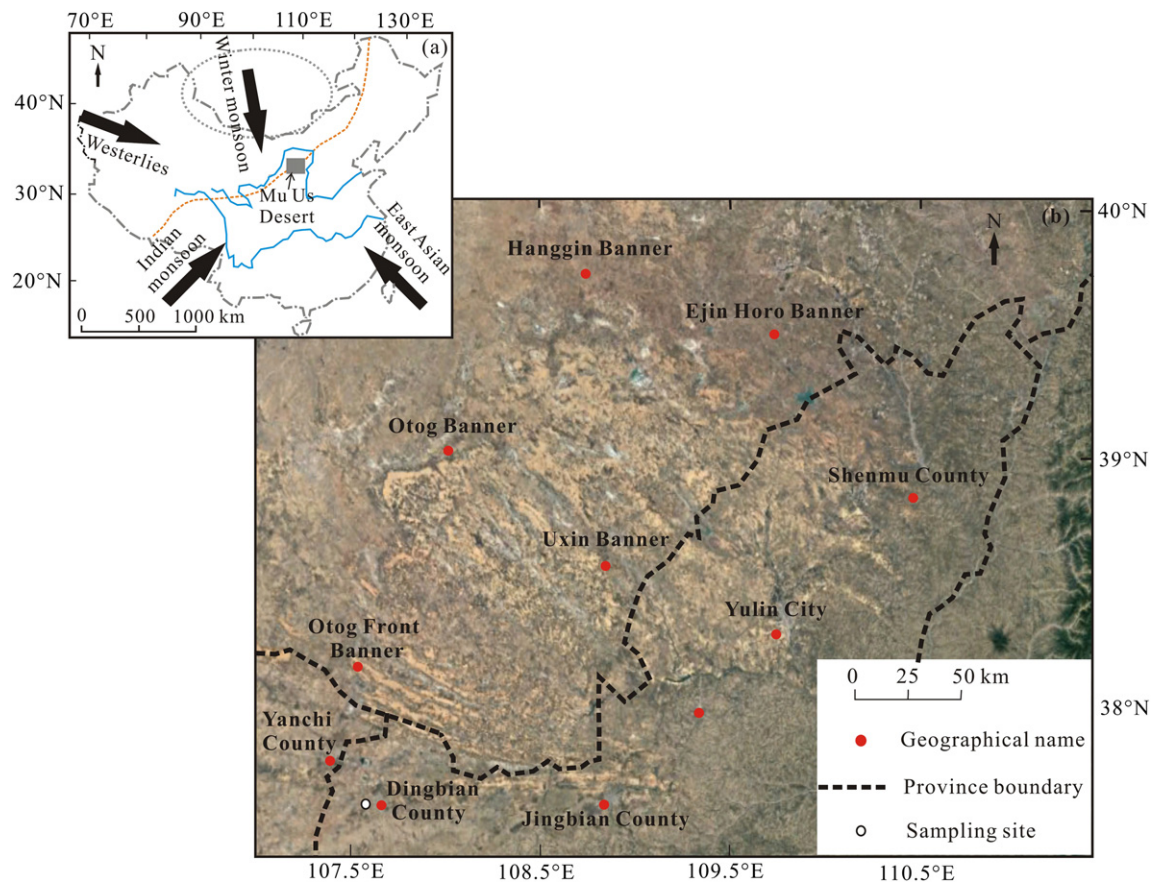 70°E
90°E
110°E
130°E
(a)
N
40°N
30°N
20°N
Westerlies
Winter monsoon
Mu Us
Desert
Indian
monsoon
East Asian
monsoon
0 500 1000 km
(b)
N
40°N
39°N
38°N
Hanggin Banner
Ejin Horo Banner
Otog Banner
Shenmu County
Uxin Banner
Yulin City
Otog Front
Banner
Yanchi
County
Dingbian
County
Jingbian County
0 25 50 km
Geographical name
Province boundary
Sampling site
107.5°E
108.5°E
109.5°E
110.5°E